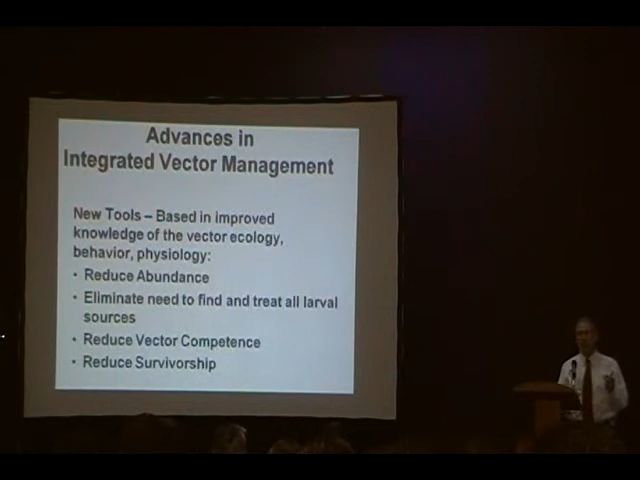 Advances in
Integrated Vector Management
New Tools – Based in improved
knowledge of the vector ecology,
behavior, physiology:
• Reduce Abundance
• Eliminate need to find and treat all larval
sources
• Reduce Vector Competence
• Reduce Survivorship